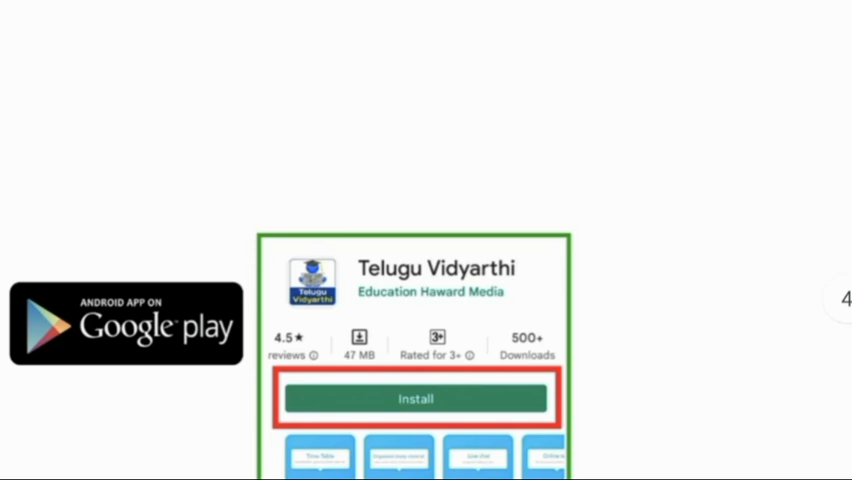 Telugu Vidyarthi
Education Haward Media
Telugu
Vidyarthi
ANDROID APP ON
Google play
4.5★
reviews
47 MB
3+
Rated for 3+
500+
Downloads
Install
Time Table
Live chat
4